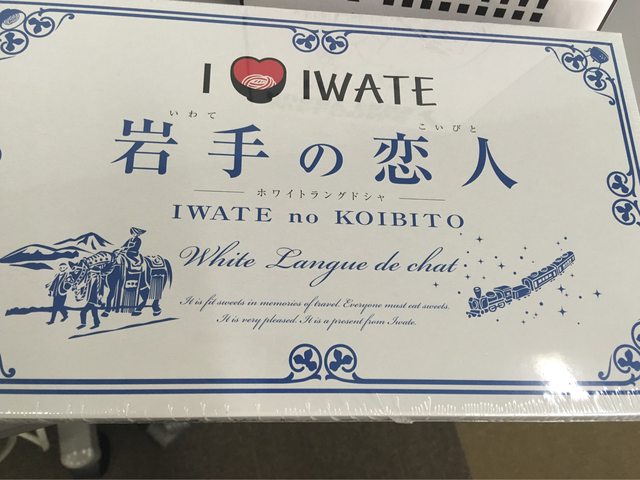 I IWATE
いわて こいびと
岩手の恋人
ホワイトラングドシャ
IWATE no KOIBITO
White Langue de chat
It is fit sweets in memories of travel. Everyone must eat sweets.
It is very pleased. It is a present from Iwate.